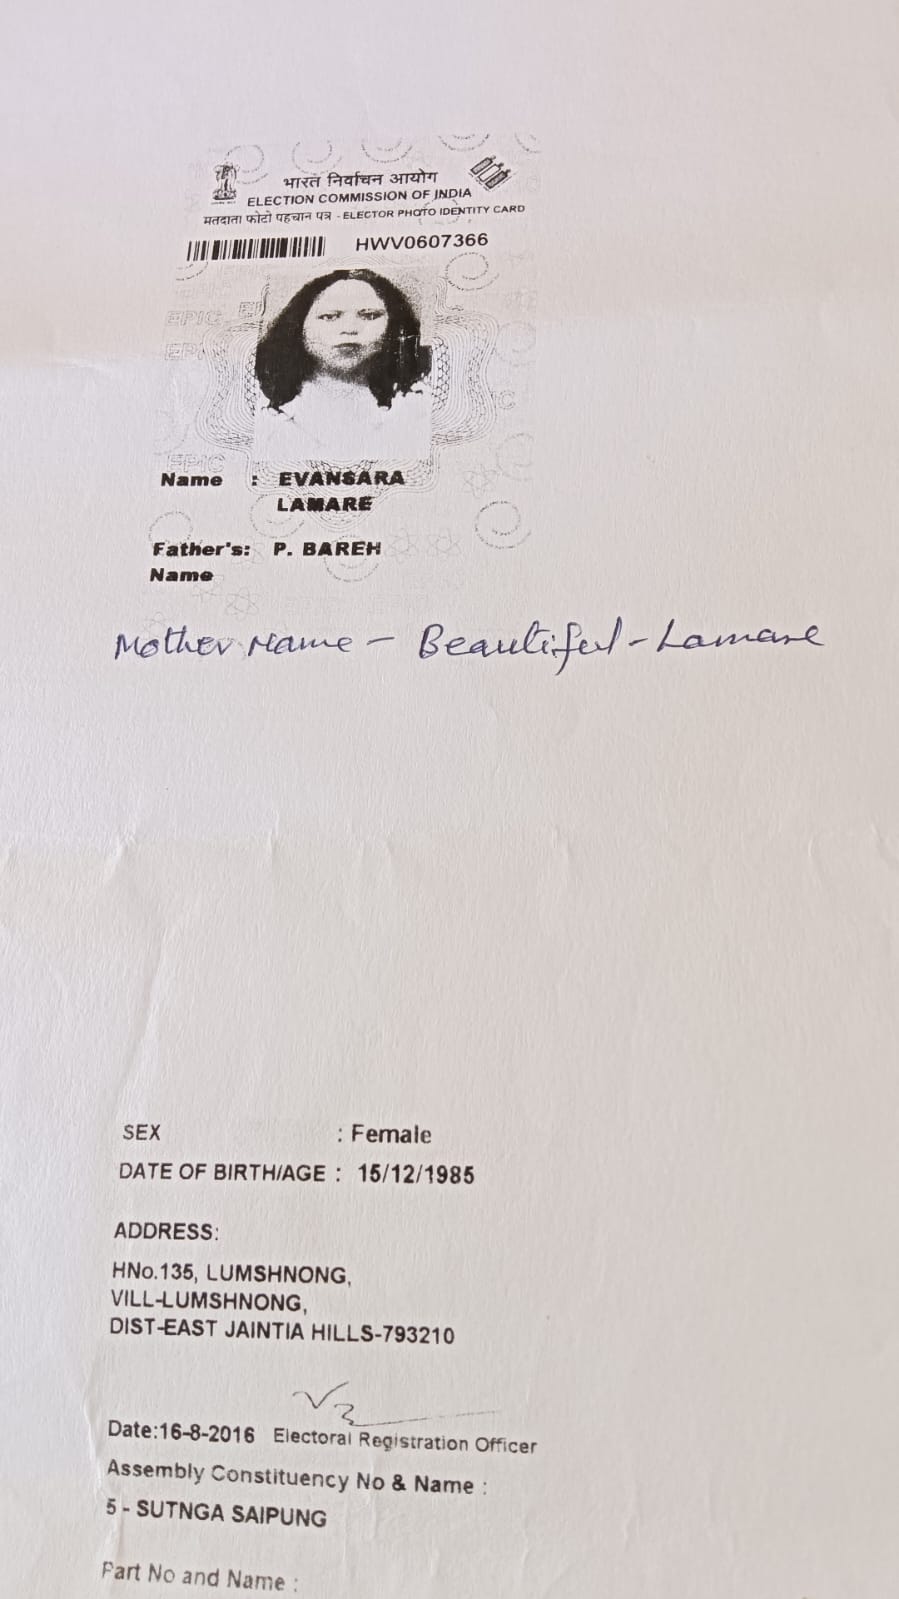 भारत निर्वाचन आयोग
ELECTION COMMISSION OF INDIA
मतदाता फोटो पहचान पत्र - ELECTOR PHOTO IDENTITY CARD
HWV0607366
EPIC
EPIC
Name : EVANSARA
LAMARE
Father's: P. BAREH
Name
Mother Name - Beautiful - Lamare
SEX : Female
DATE OF BIRTH/AGE : 15/12/1985
ADDRESS:
HNo.135, LUMSHNONG,
VILL-LUMSHNONG,
DIST-EAST JAINTIA HILLS-793210
Date:16-8-2016 Electoral Registration Officer
Assembly Constituency No & Name :
5 - SUTNGA SAIPUNG
Part No and Name :